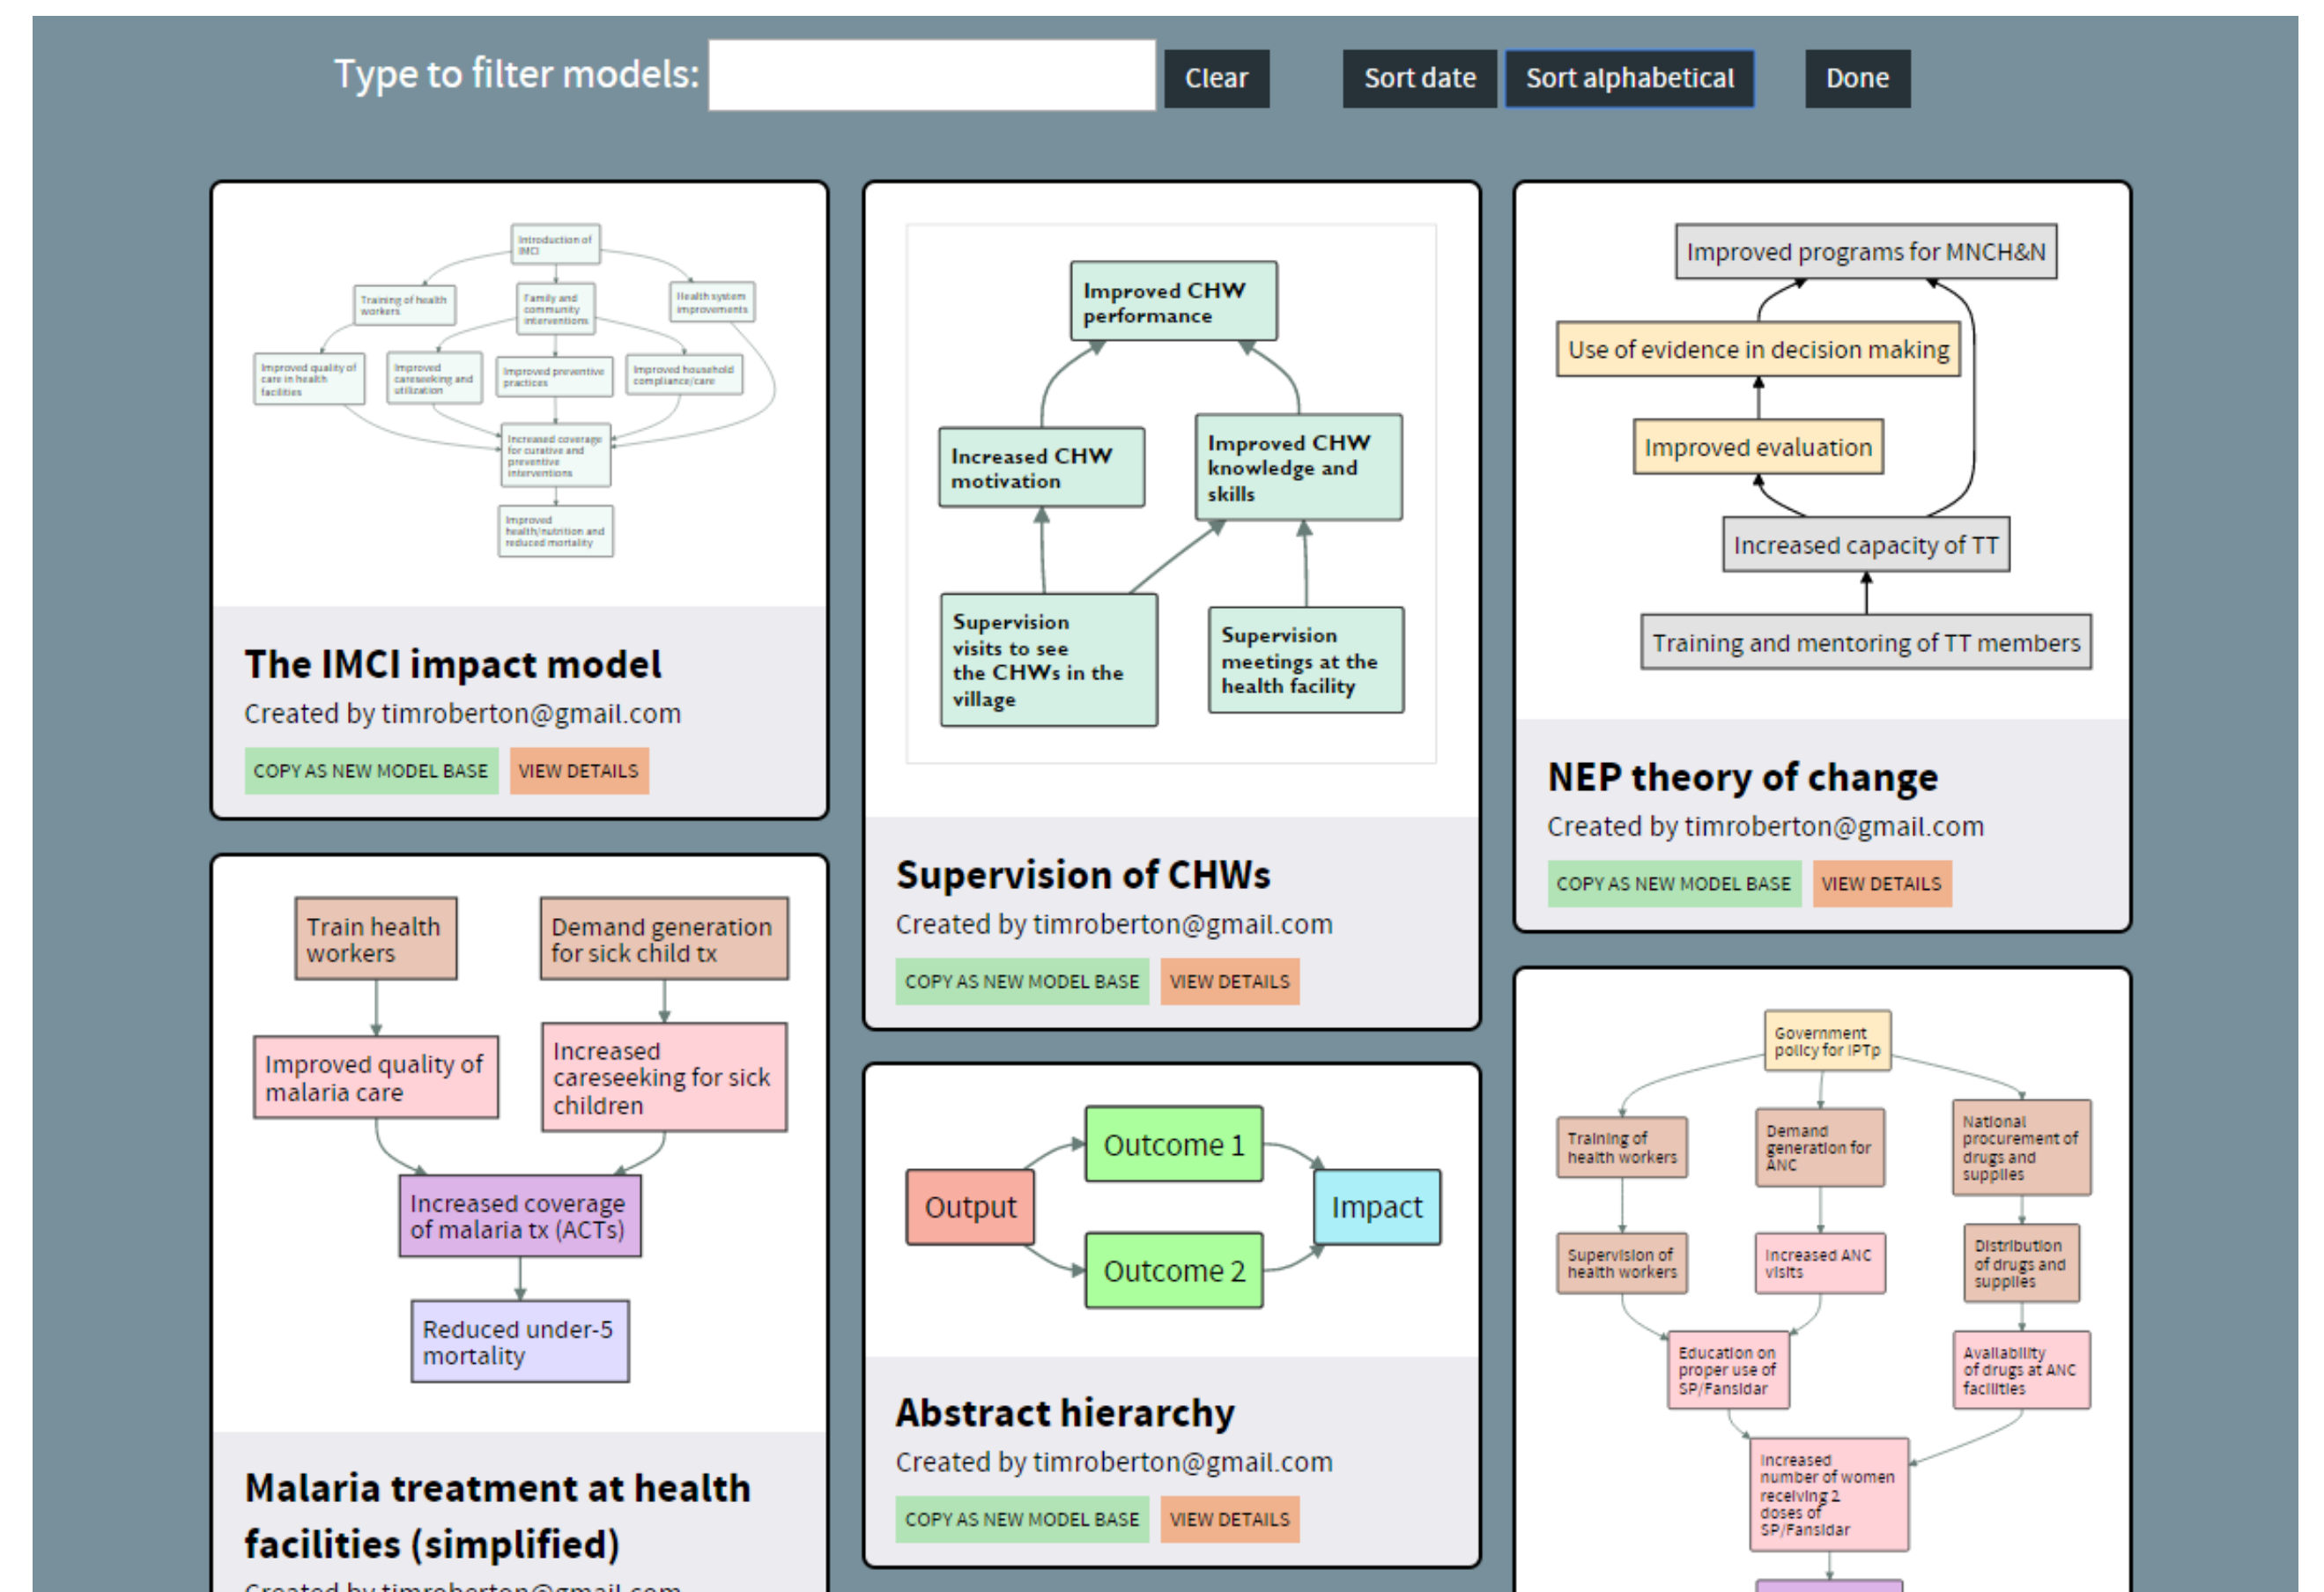 Type to filter models:
Clear
Sort date
Sort alphabetical
Done
Introduction of
IMCI
Training of health
workers
Family and
community
interventions
Health system
improvements
Improved quality of
care in health
facilities
Improved
careseeking and
utilization
Improved preventive
practices
Improved household
compliance/care
Increased coverage
for curative and
preventive
interventions
Improved
health/nutrition and
reduced mortality
The IMCI impact model
Created by timroberton@gmail.com
COPY AS NEW MODEL BASE
VIEW DETAILS
Train health
workers
Demand generation
for sick child tx
Improved quality of
malaria care
Increased
careseeking for sick
children
Increased coverage
of malaria tx (ACTs)
Reduced under-5
mortality
Malaria treatment at health
facilities (simplified)
Created by timroberton@gmail.com
Improved CHW
performance
Increased CHW
motivation
Improved CHW
knowledge and
skills
Supervision
visits to see
the CHWs in the
village
Supervision
meetings at the
health facility
Supervision of CHWs
Created by timroberton@gmail.com
COPY AS NEW MODEL BASE
VIEW DETAILS
Output
Outcome 1
Outcome 2
Impact
Abstract hierarchy
Created by timroberton@gmail.com
COPY AS NEW MODEL BASE
VIEW DETAILS
Improved programs for MNCH&N
Use of evidence in decision making
Improved evaluation
Increased capacity of TT
Training and mentoring of TT members
NEP theory of change
Created by timroberton@gmail.com
COPY AS NEW MODEL BASE
VIEW DETAILS
Government
policy for IPTp
Training of
health workers
Demand
generation for
ANC
National
procurement of
drugs and
supplies
Supervision of
health workers
Increased ANC
visits
Distribution
of drugs and
supplies
Education on
proper use of
SP/Fansidar
Availability
of drugs at ANC
facilities
Increased
number of women
receiving 2
doses of
SP/Fansidar